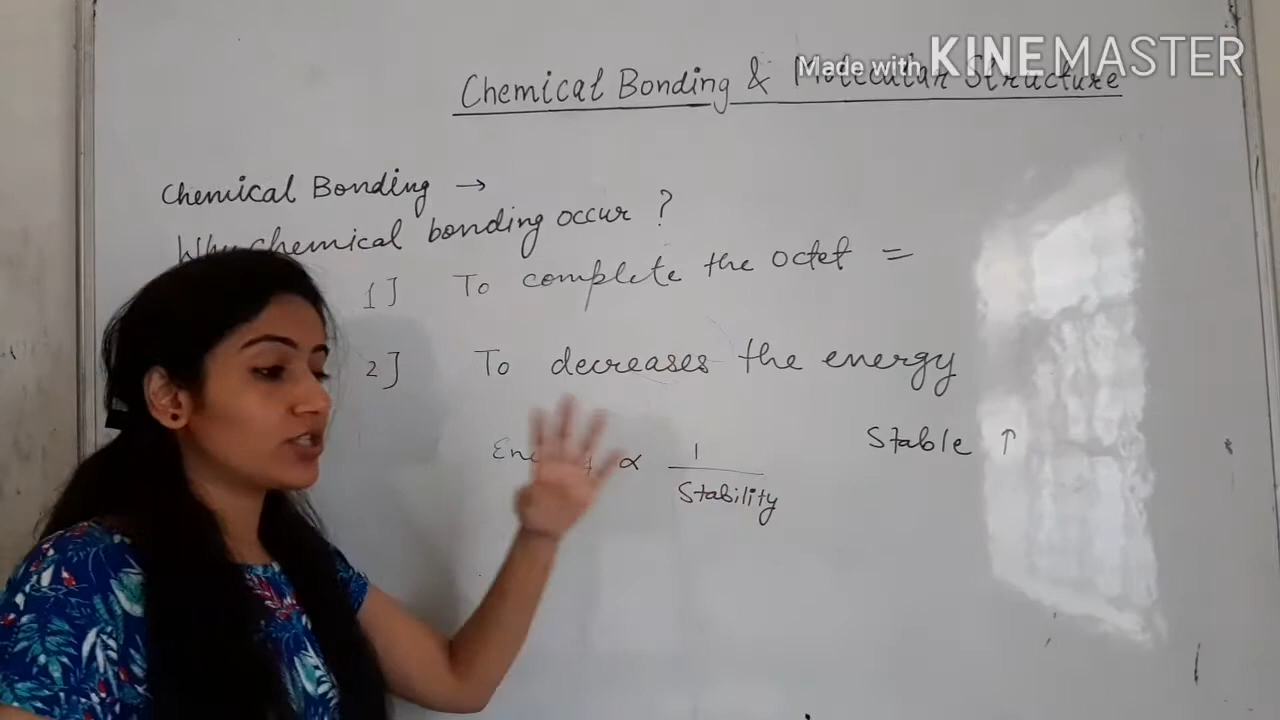 Made with KINEMASTER
Chemical Bonding & Molecular Structure
Chemical Bonding →
Why chemical bonding occur ?
1] To complete the octet =
2] To decreases the energy
Stable ↑
∝ 1
Stability